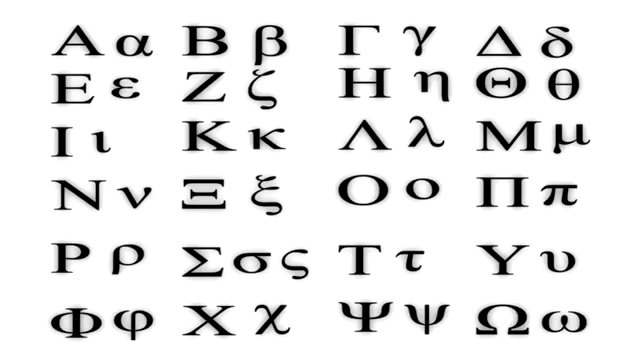 Α α Β β Γ γ Δ δ
Ε ε Ζ ζ Η η Θ θ
Ι ι Κ κ Λ λ Μ μ
Ν ν Ξ ξ Ο ο Π π
Ρ ρ Σ σ ς Τ τ Υ υ
Φ φ Χ χ Ψ ψ Ω ω